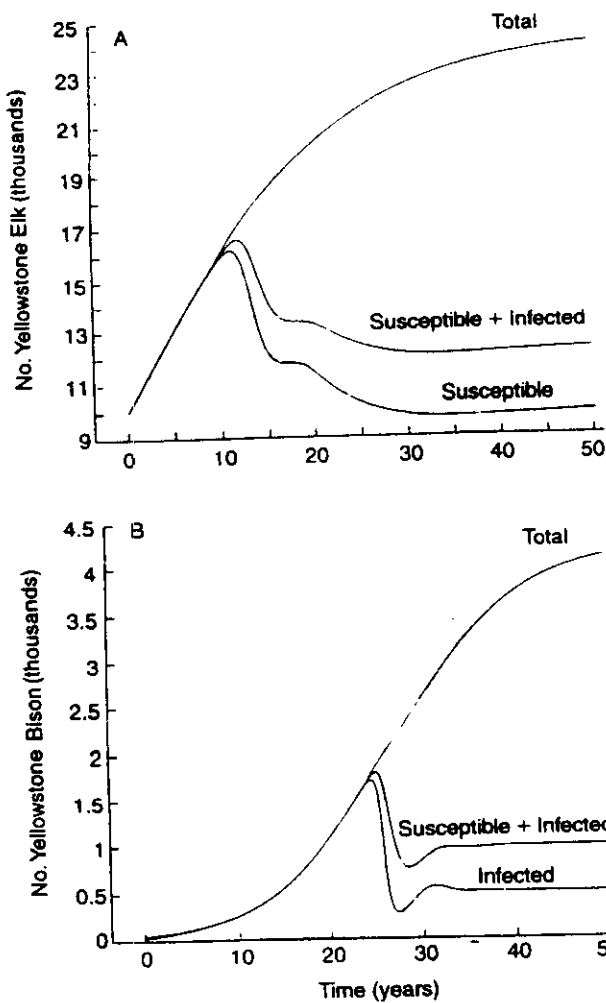 A
Total
No. Yellowstone Elk (thousands)
25
23
21
19
17
15
13
11
9
Susceptible + infected
Susceptible
0 10 20 30 40 50
B
Total
No. Yellowstone Bison (thousands)
4.5
4
3.5
3
2.5
2
1.5
1
0.5
0
Susceptible + Infected
Infected
0 10 20 30 40 50
Time (years)